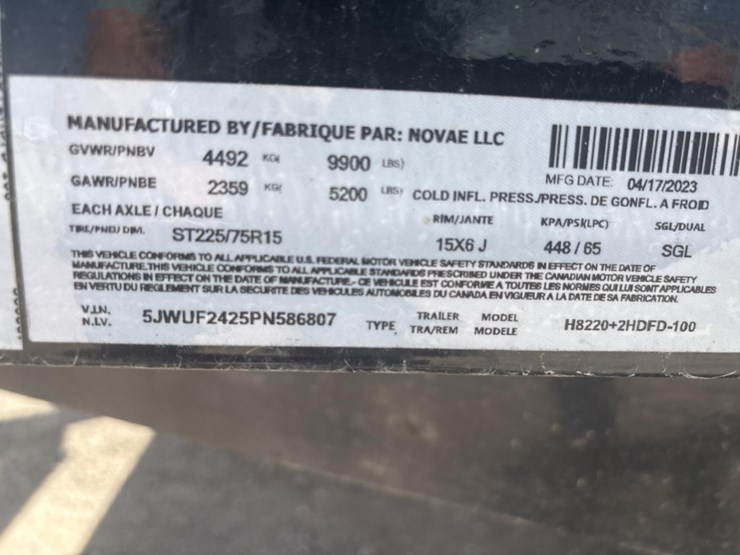 MANUFACTURED BY/FABRIQUE PAR: NOVAE LLC
GVWR/PNBV 4492 KG( 9900 LBS)
MFG DATE: 04/17/2023
GAWR/PNBE 2359 KG( 5200 LBS) COLD INFL. PRESS./PRESS. DE GONFL. A FROID
EACH AXLE / CHAQUE RIM/JANTE KPA/PSI(LPC) SGL/DUAL
TIRE/PNEU DIM. ST225/75R15 15X6 J 448 / 65 SGL
THIS VEHICLE CONFORMS TO ALL APPLICABLE U.S. FEDERAL MOTOR VEHICLE SAFETY STANDARDS IN EFFECT ON THE DATE OF
MANUFACTURE.THIS VEHICLE CONFORMS TO ALL APPLICABLE STANDARDS PRESCRIBED UNDER THE CANADIAN MOTOR VEHICLE SAFETY
REGULATIONS IN EFFECT ON THE DATE OF MANUFACTURE.- CE VEHICULE EST CONFORME A TOUTES LES NORMES QUI LUI SONT APPLICABLES
EN VERTU DU REGLEMENT SUR LA SECURITE DES VEHICULES AUTOMOBILES DU CANADA EN VIGUEUR A LA DATE DE SA FABRICATION.
V.I.N. 5JWUF2425PN586807 TYPE TRAILER MODEL H8220+2HDFD-100
N.I.V. TRA/REM MODELE